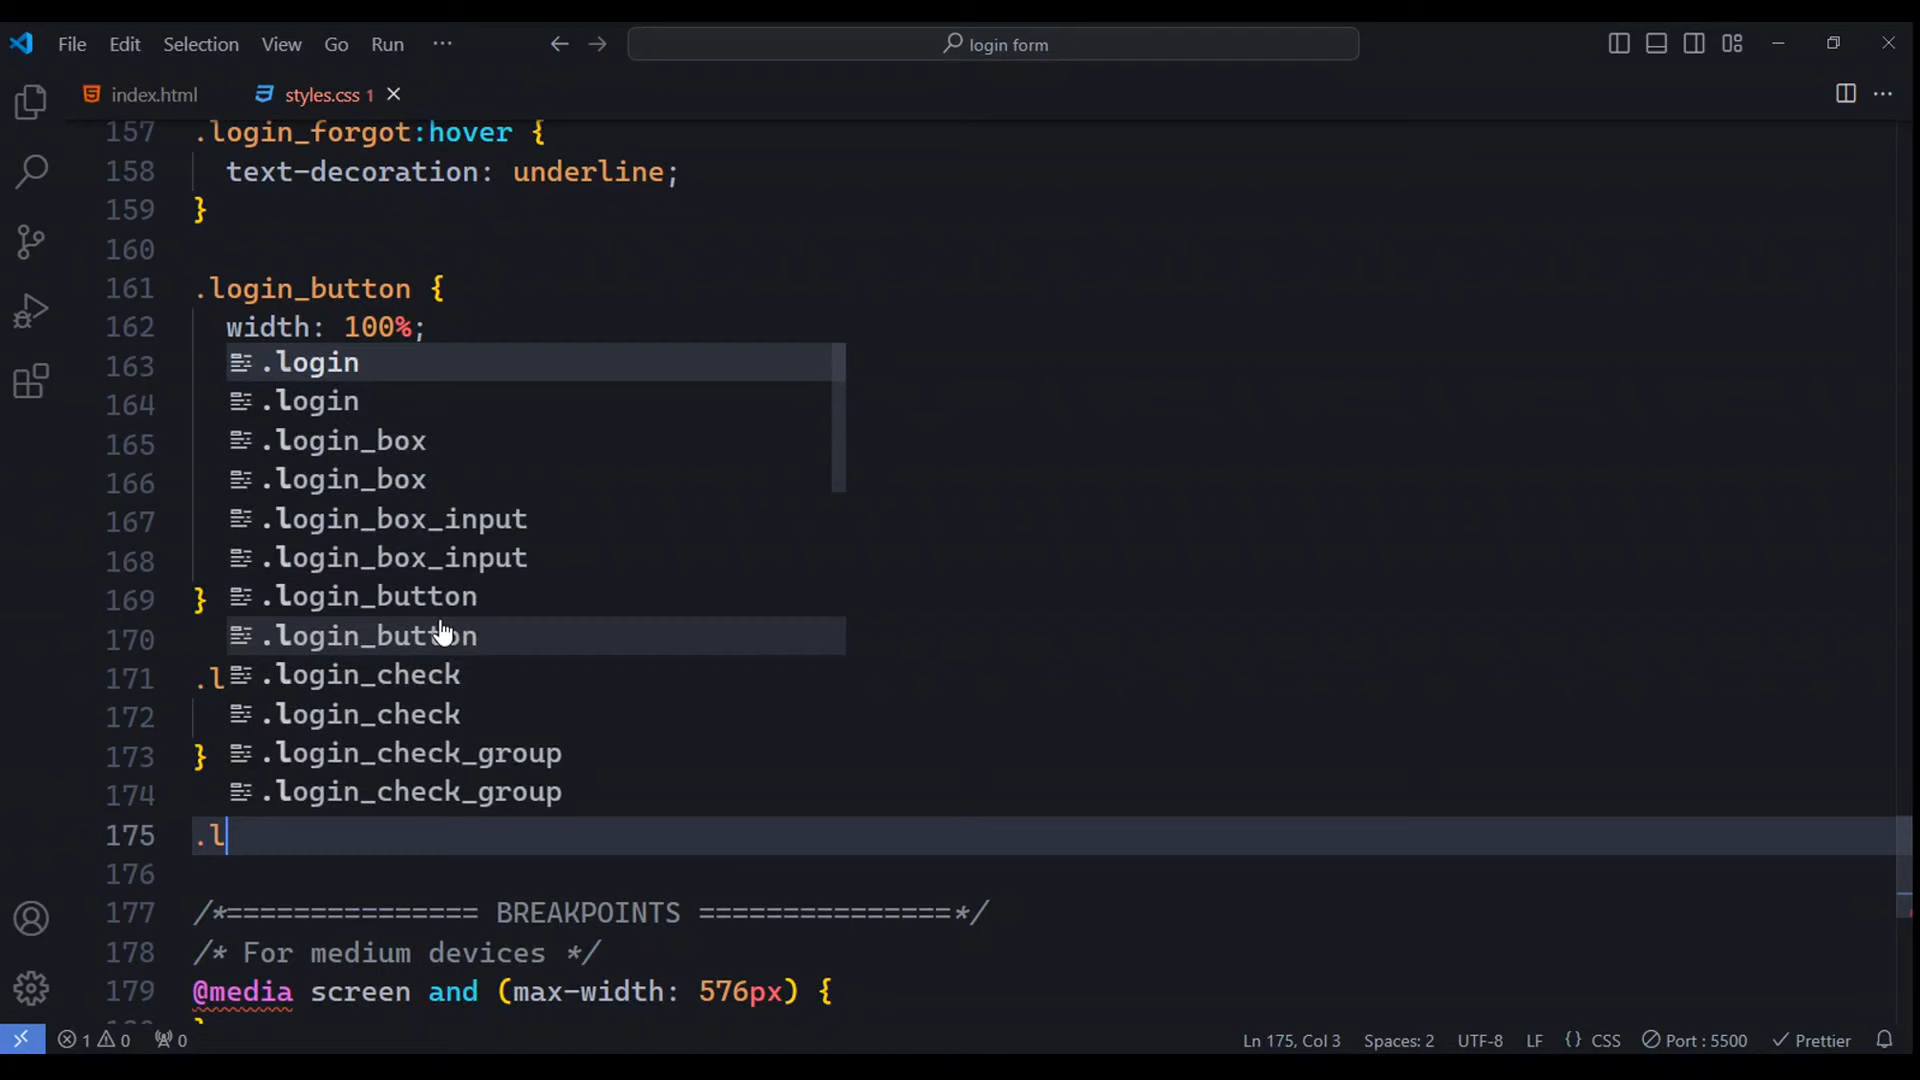 File Edit Selection View Go Run ··· ← → login form
index.html styles.css 1
157 .login_forgot:hover {
158 text-decoration: underline;
159 }
160
161 .login_button {
162 width: 100%;
163 .login
164 .login
165 .login_box
166 .login_box
167 .login_box_input
168 .login_box_input
169 } .login_button
170 .login_button
171 .l .login_check
172 .login_check
173 } .login_check_group
174 .login_check_group
175 .l
176
177 /*=============== BREAKPOINTS ===============*/
178 /* For medium devices */
179 @media screen and (max-width: 576px) {
}
1 0 0 Ln 175, Col 3 Spaces: 2 UTF-8 LF {} CSS Port : 5500 Prettier